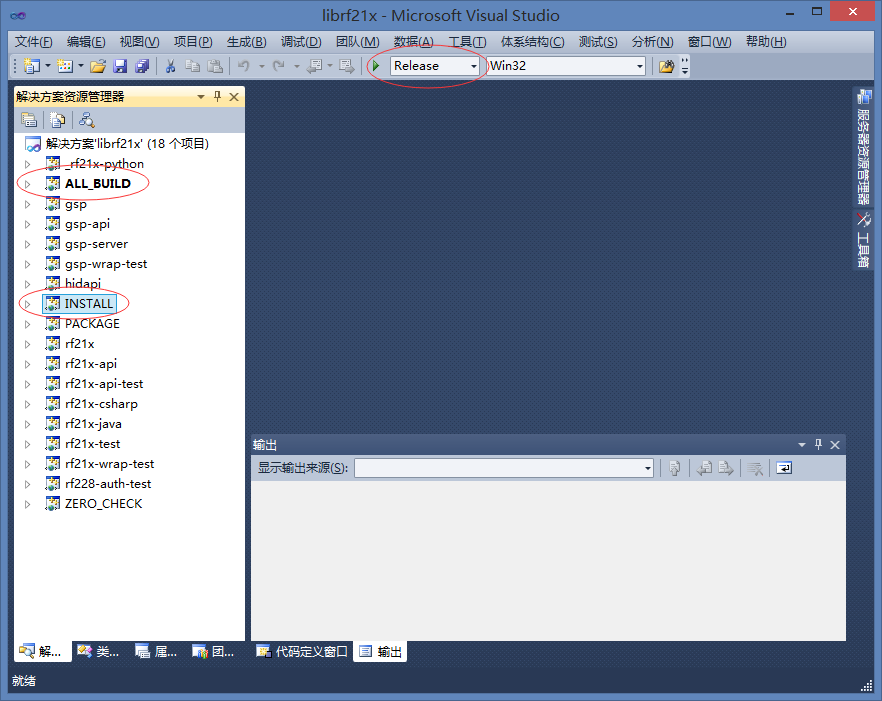 librf21x - Microsoft Visual Studio
文件(F) 编辑(E) 视图(V) 项目(P) 生成(B) 调试(D) 团队(M) 数据(A) 工具(T) 体系结构(C) 测试(S) 分析(N) 窗口(W) 帮助(H)
Release Win32
解决方案资源管理器
解决方案'librf21x' (18 个项目)
_rf21x-python
ALL_BUILD
gsp
gsp-api
gsp-server
gsp-wrap-test
hidapi
INSTALL
PACKAGE
rf21x
rf21x-api
rf21x-api-test
rf21x-csharp
rf21x-java
rf21x-test
rf21x-wrap-test
rf228-auth-test
ZERO_CHECK
解... 类... 属... 团...
输出
显示输出来源(S):
代码定义窗口 输出
服务器资源管理器
工具箱
就绪